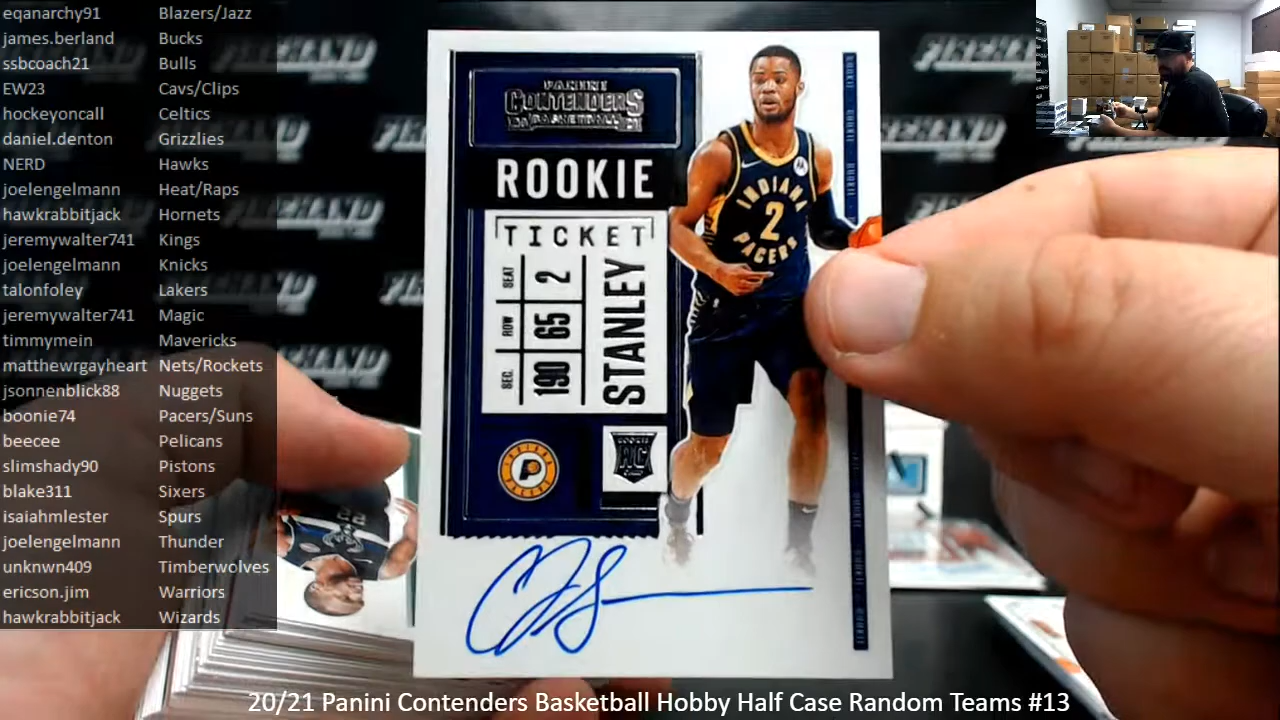 eqanarchy91 Blazers/Jazz
james.berland Bucks
ssbcoach21 Bulls
EW23 Cavs/Clips
hockeyoncall Celtics
daniel.denton Grizzlies
NERD Hawks
joelengelmann Heat/Raps
hawkrabbitjack Hornets
jeremywalter741 Kings
joelengelmann Knicks
talonfoley Lakers
jeremywalter741 Magic
timmymein Mavericks
matthewrgayheart Nets/Rockets
jsonnenblick88 Nuggets
boonie74 Pacers/Suns
beecee Pelicans
slimshady90 Pistons
blake311 Sixers
isaiahmlester Spurs
joelengelmann Thunder
unknwn409 Timberwolves
ericson.jim Warriors
hawkrabbitjack Wizards
PANINI
CONTENDERS
20 BASKETBALL 21
ROOKIE
TICKET
SEAT 2
ROW 65
SEC. 190
STANLEY
INDIANA
2
PACERS
ROOKIE
RC
FIREHAND
20/21 Panini Contenders Basketball Hobby Half Case Random Teams #13